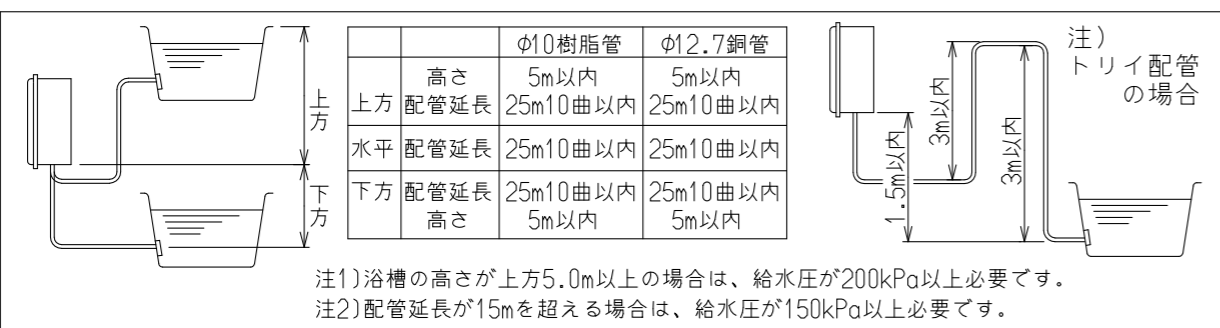 上方
下方
φ10樹脂管 φ12.7銅管
上方 高さ 5m以内 5m以内
配管延長 25m10曲以内 25m10曲以内
水平 配管延長 25m10曲以内 25m10曲以内
下方 配管延長 25m10曲以内 25m10曲以内
高さ 5m以内 5m以内
1.5m以内
3m以内
3m以内
注)
トリイ配管
の場合
注1)浴槽の高さが上方5.0m以上の場合は、給水圧が200kPa以上必要です。
注2)配管延長が15mを超える場合は、給水圧が150kPa以上必要です。